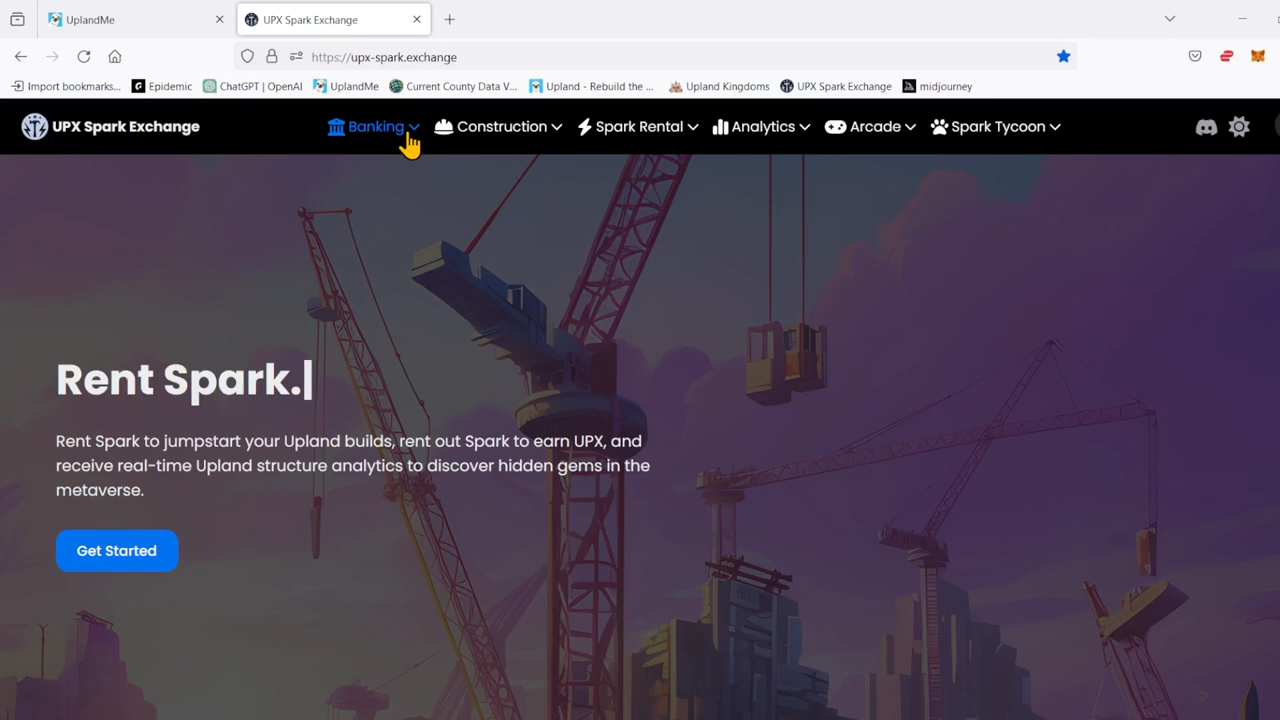 UplandMe
UPX Spark Exchange
https://upx-spark.exchange
Import bookmarks... Epidemic ChatGPT | OpenAI UplandMe Current County Data V... Upland - Rebuild the ... Upland Kingdoms UPX Spark Exchange midjourney
UPX Spark Exchange Banking Construction Spark Rental Analytics Arcade Spark Tycoon
Rent Spark.
Rent Spark to jumpstart your Upland builds, rent out Spark to earn UPX, and
receive real-time Upland structure analytics to discover hidden gems in the
metaverse.
Get Started